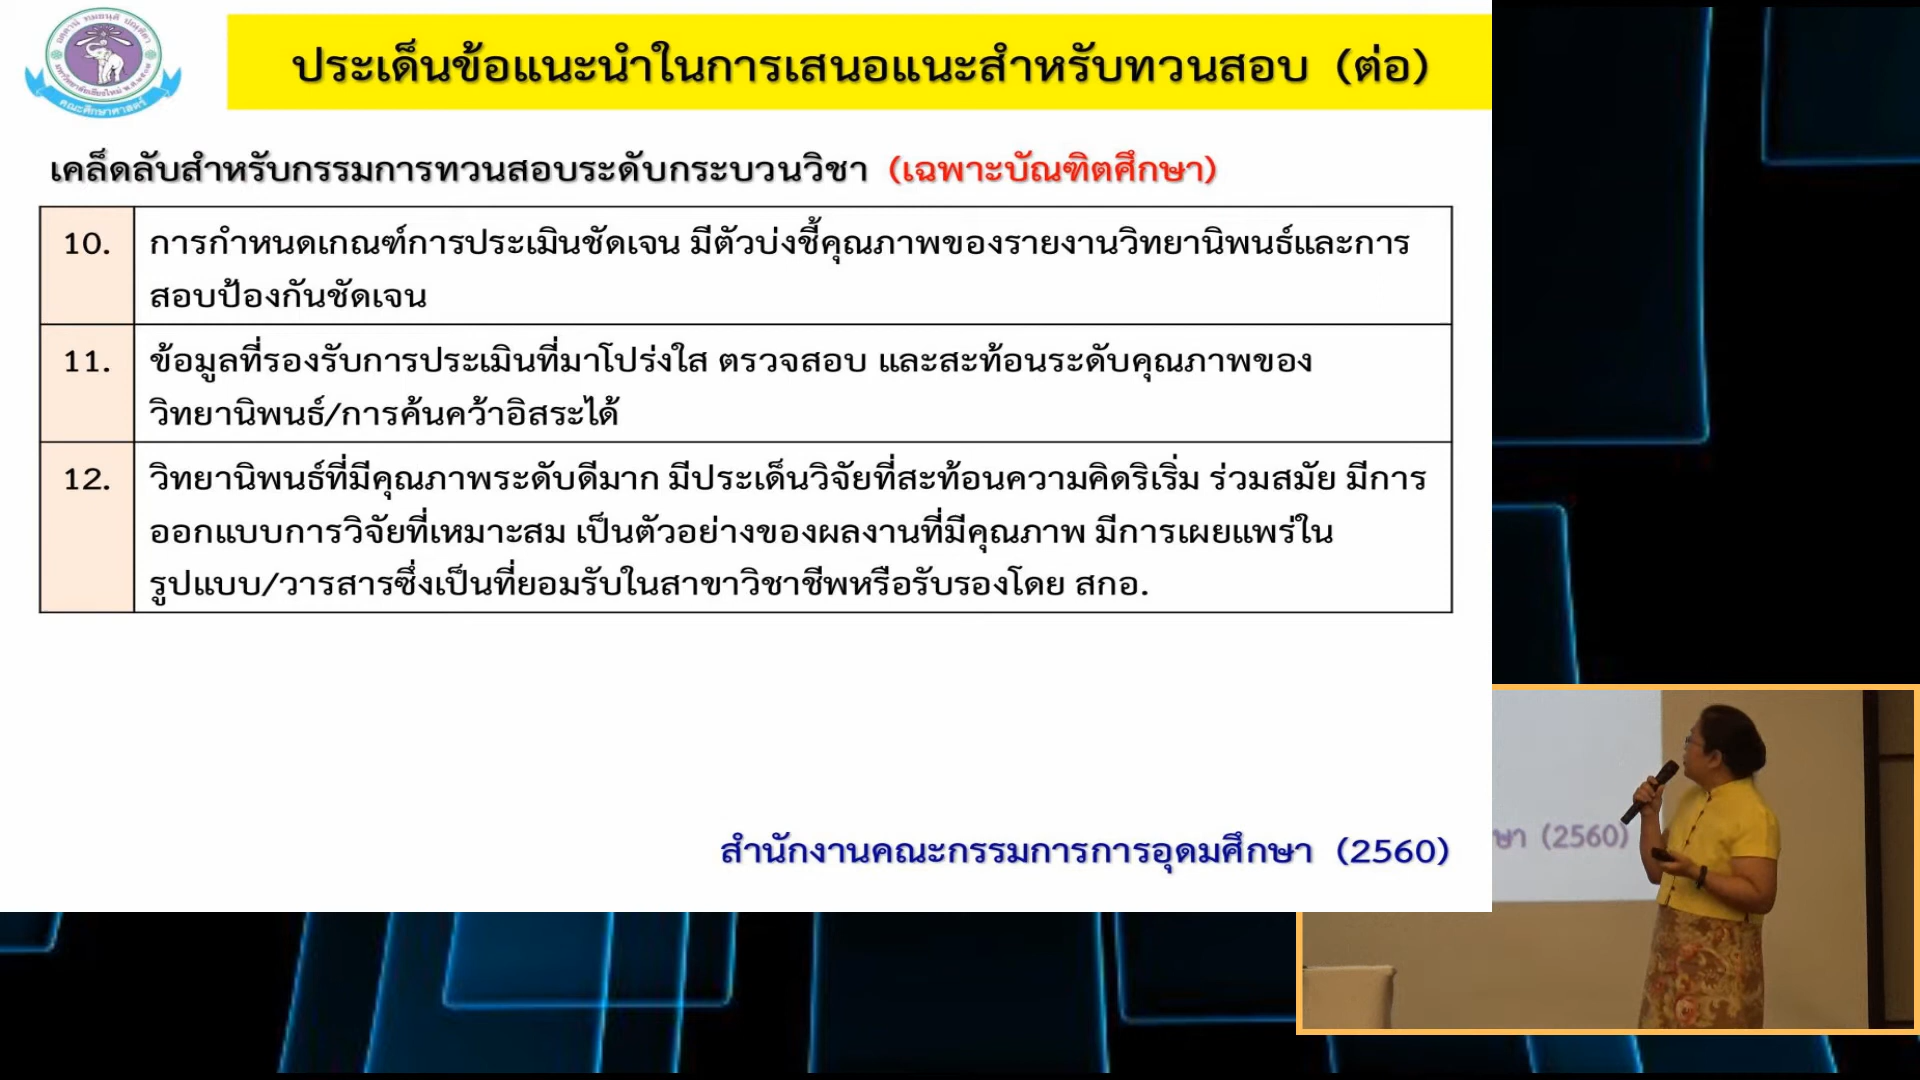 ประเด็นข้อแนะนำในการเสนอแนะสำหรับทวนสอบ (ต่อ)
เคล็ดลับสำหรับกรรมการทวนสอบระดับกระบวนวิชา (เฉพาะบัณฑิตศึกษา)
10. การกำหนดเกณฑ์การประเมินชัดเจน มีตัวบ่งชี้คุณภาพของรายงานวิทยานิพนธ์และการ
สอบป้องกันชัดเจน
11. ข้อมูลที่รองรับการประเมินที่มาโปร่งใส ตรวจสอบ และสะท้อนระดับคุณภาพของ
วิทยานิพนธ์/การค้นคว้าอิสระได้
12. วิทยานิพนธ์ที่มีคุณภาพระดับดีมาก มีประเด็นวิจัยที่สะท้อนความคิดริเริ่ม ร่วมสมัย มีการ
ออกแบบการวิจัยที่เหมาะสม เป็นตัวอย่างของผลงานที่มีคุณภาพ มีการเผยแพร่ใน
รูปแบบ/วารสารซึ่งเป็นที่ยอมรับในสาขาวิชาชีพหรือรับรองโดย สกอ.
สำนักงานคณะกรรมการการอุดมศึกษา (2560)
คณะศึกษาศาสตร์
(2560)